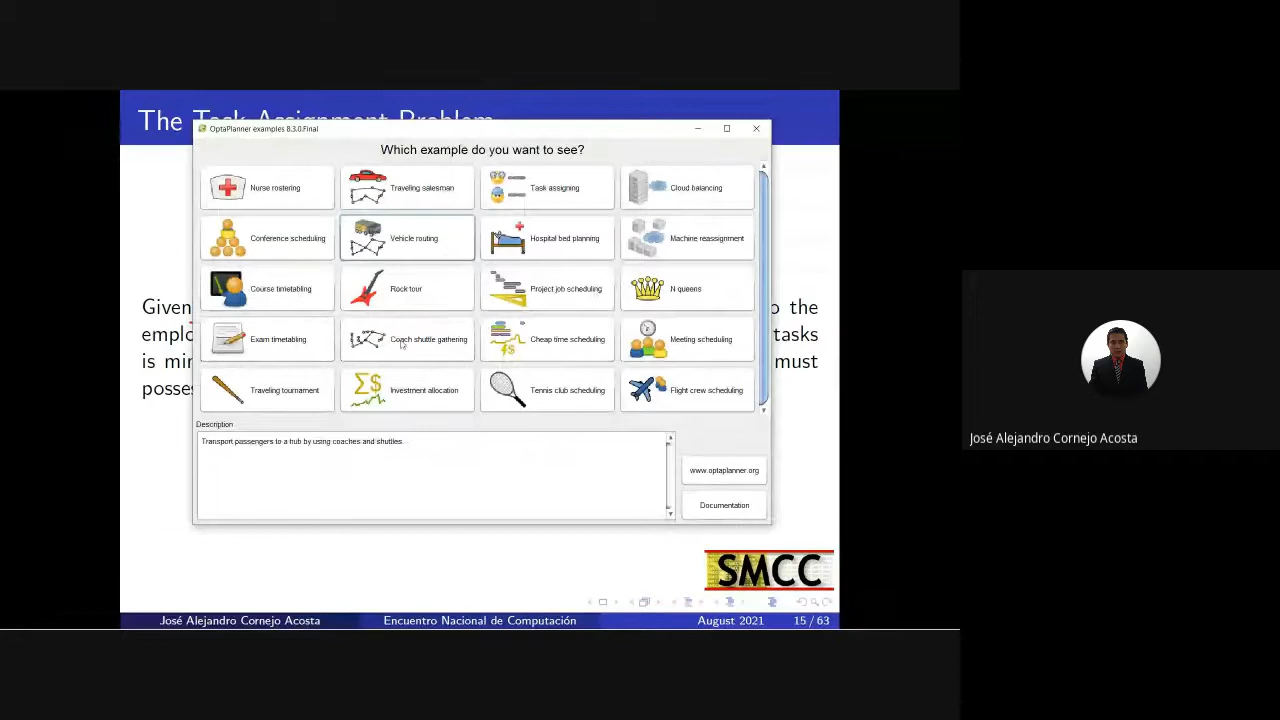 The Task Assignment Problem
OptaPlanner examples 8.3.0.Final
Which example do you want to see?
Nurse rostering
Traveling salesman
Task assigning
Cloud balancing
Conference scheduling
Vehicle routing
Hospital bed planning
Machine reassignment
Course timetabling
Rock tour
Project job scheduling
N queens
Exam timetabling
Coach shuttle gathering
Cheap time scheduling
Meeting scheduling
Traveling tournament
Investment allocation
Tennis club scheduling
Flight crew scheduling
Description
Transport passengers to a hub by using coaches and shuttles.
www.optaplanner.org
Documentation
Given
the
emplo
tasks
is min
must
posses
SMCC
José Alejandro Cornejo Acosta
Encuentro Nacional de Computación
August 2021
15 / 63
José Alejandro Cornejo Acosta